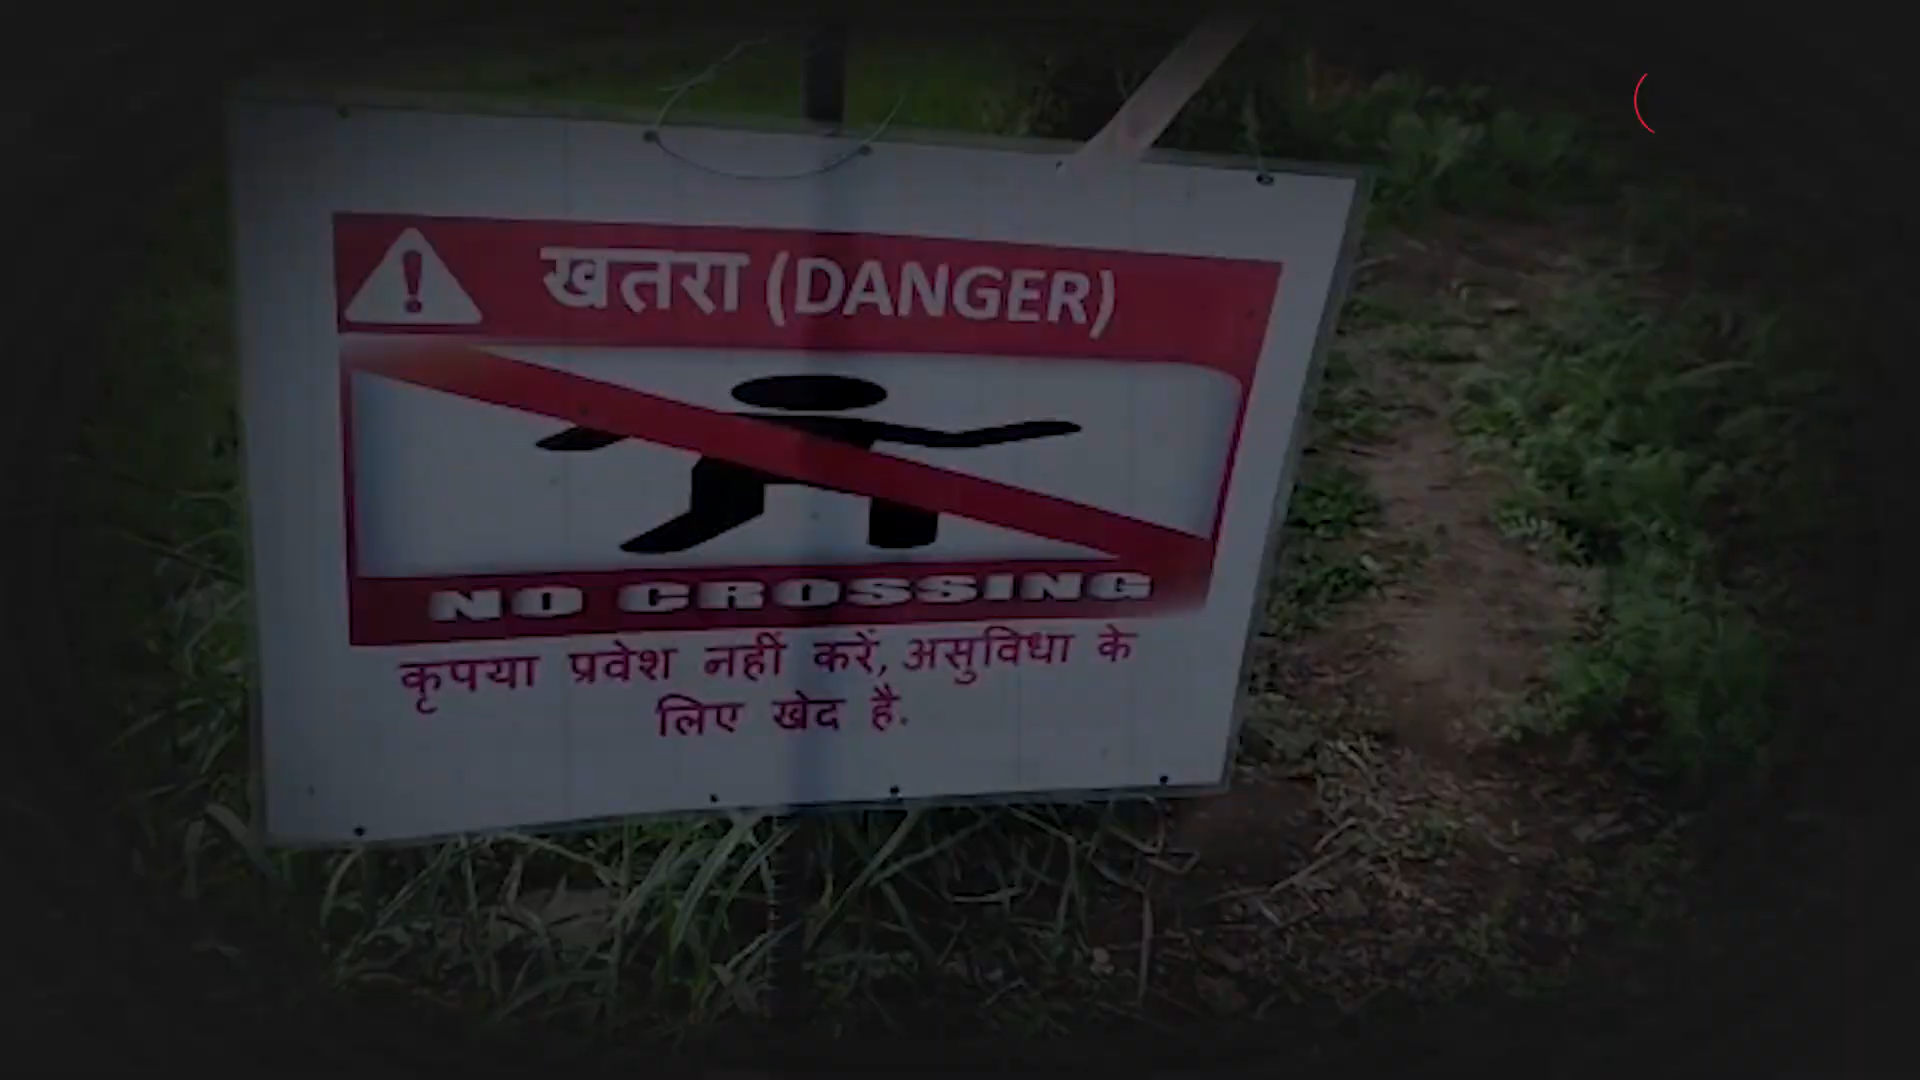 खतरा (DANGER)
NO CROSSING
कृपया प्रवेश नहीं करें, असुविधा के
लिए खेद है.